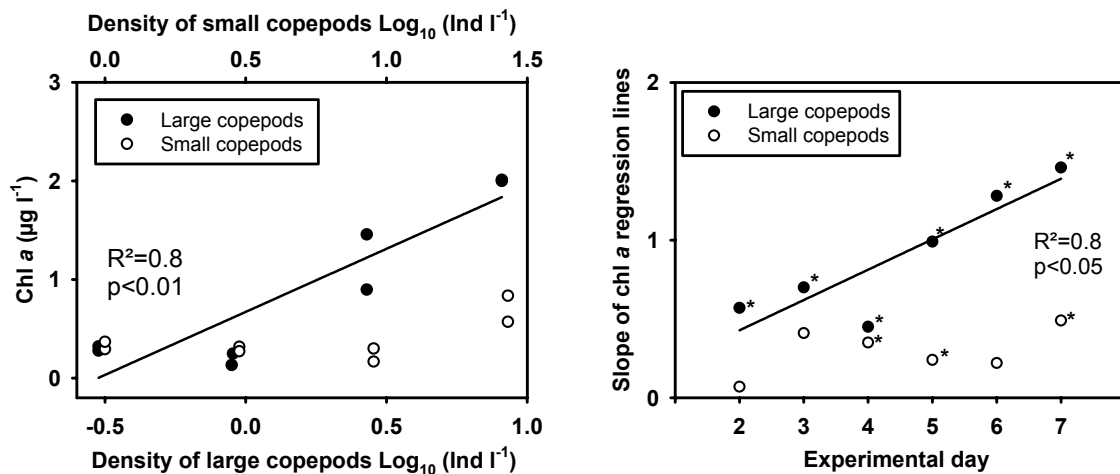 Density of small copepods Log₁₀ (Ind l⁻¹)
0.0 0.5 1.0 1.5
3
2
1
0
Chl a (µg l⁻¹)
Large copepods
Small copepods
R²=0.8
p<0.01
-0.5 0.0 0.5 1.0
Density of large copepods Log₁₀ (Ind l⁻¹)
2
1
0
Slope of chl a regression lines
Large copepods
Small copepods
* * * * * * * * *
R²=0.8
p<0.05
2 3 4 5 6 7
Experimental day